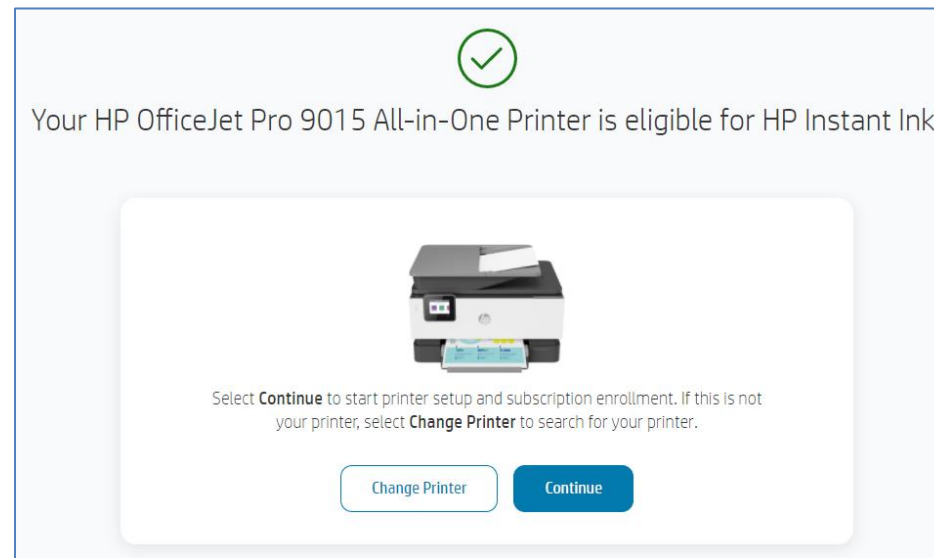 Your HP OfficeJet Pro 9015 All-in-One Printer is eligible for HP Instant Ink
Select Continue to start printer setup and subscription enrollment. If this is not
your printer, select Change Printer to search for your printer.
Change Printer
Continue